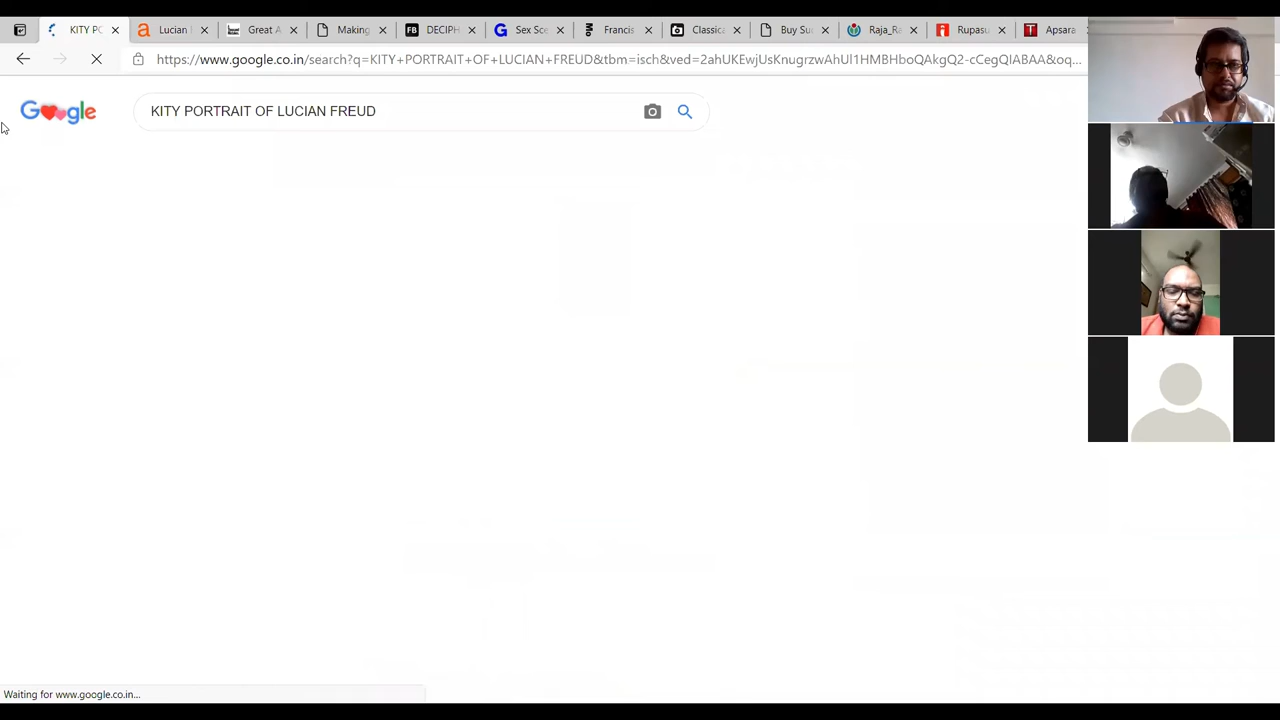 KITY PC
Lucian
Great A
Making
FB DECIPH
Sex Sce
Francis
Classica
Buy Su
Raja_Ra
Rupasu
Apsara
https://www.google.co.in/search?q=KITY+PORTRAIT+OF+LUCIAN+FREUD&tbm=isch&ved=2ahUKEwjUsKnugrzwAhUl1HMBHboQAkgQ2-cCegQIABAA&oq...
Google
KITY PORTRAIT OF LUCIAN FREUD
Waiting for www.google.co.in...